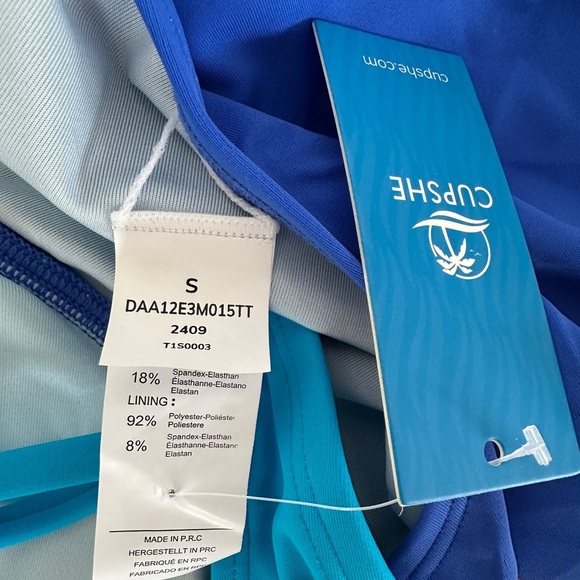 cupshe.com
CUPSHE
S
DAA12E3M015TT
2409
T1S0003
18% Spandex-Elasthan
Élasthanne-Elastano
Elastan
LINING :
92% Polyester-Polièste
Poliestere
8% Spandex-Elasthan
Élasthanne-Elastano
Elastan
MADE IN P.R.C
HERGESTELLT IN PRC
FABRIQUÉ EN RPC
FABRICADO EN RPC